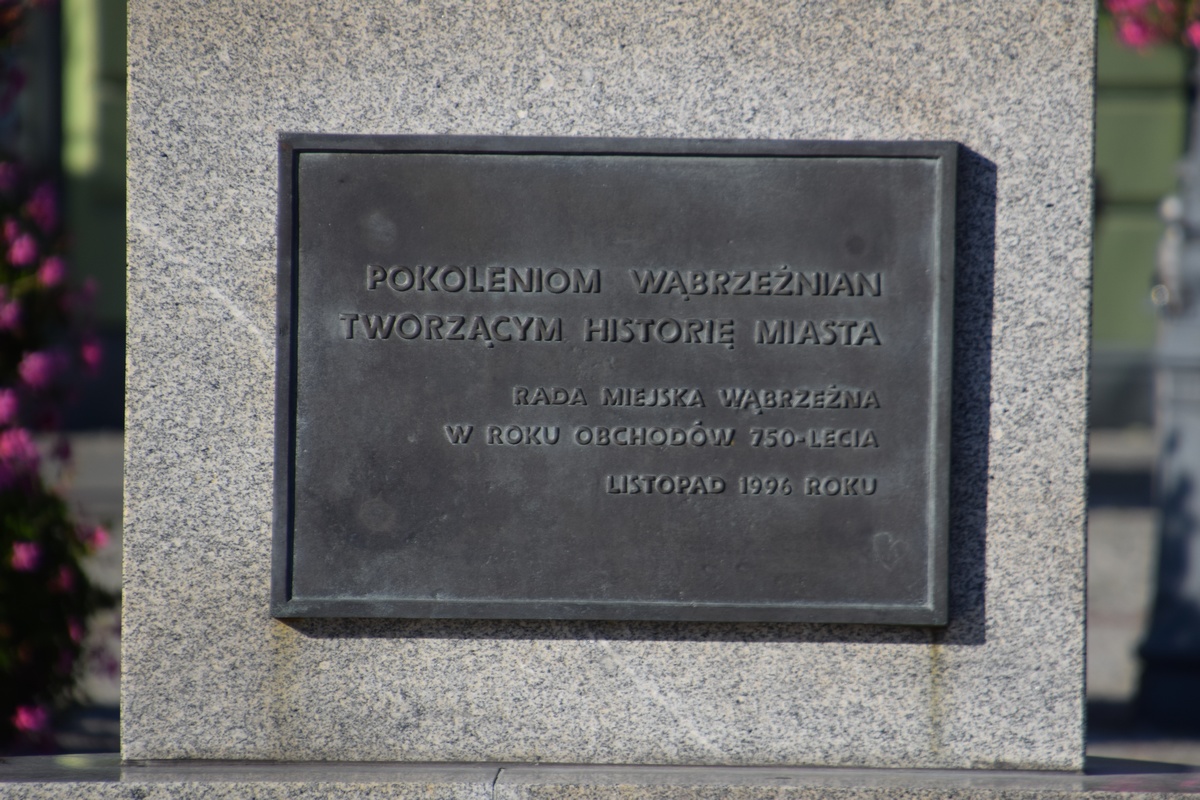 POKOLENIOM WĄBRZEŹNIAN
TWORZĄCYM HISTORIĘ MIASTA
RADA MIEJSKA WĄBRZEŹNA
W ROKU OBCHODÓW 750-LECIA
LISTOPAD 1996 ROKU